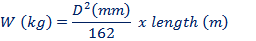 W (kg) = D²(mm) / 162 x length (m)